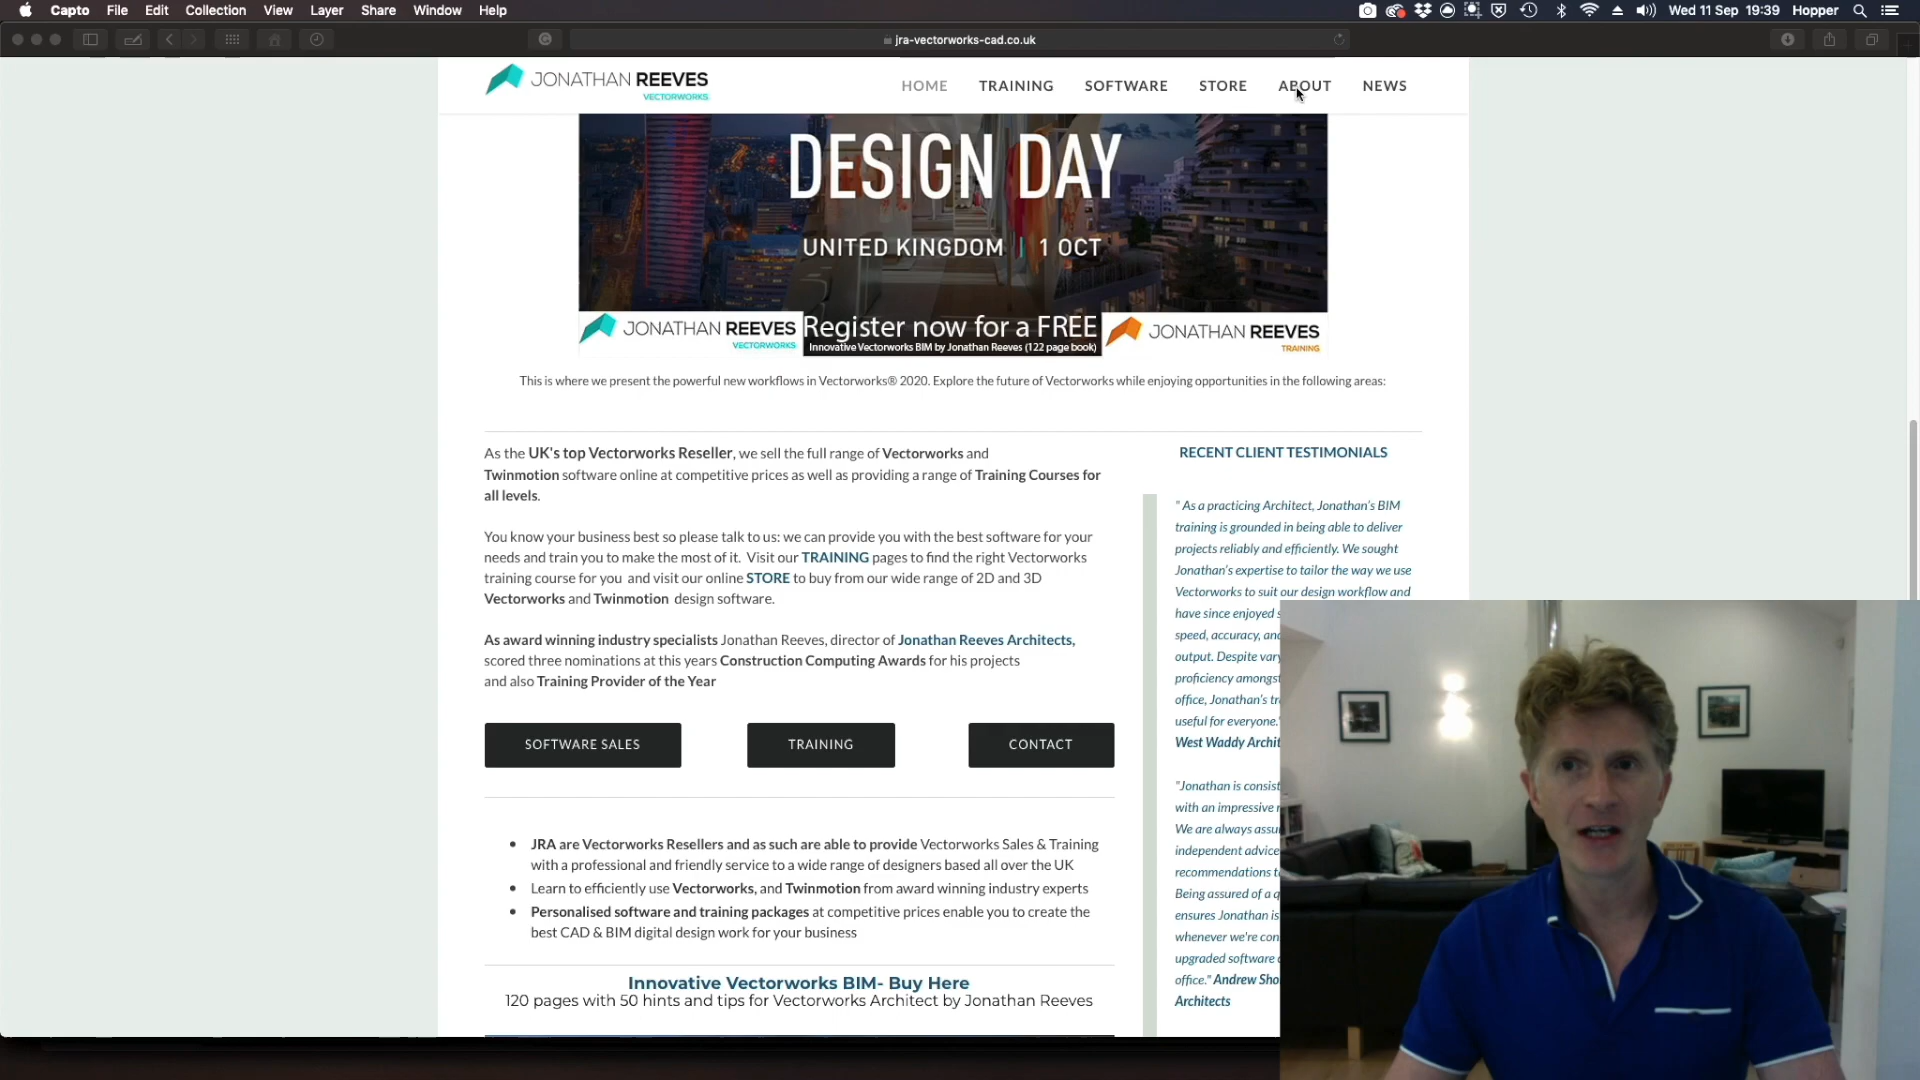 Capto File Edit Collection View Layer Share Window Help Wed 11 Sep 19:39 Hopper
jra-vectorworks-cad.co.uk
JONATHAN REEVES
VECTORWORKS
HOME TRAINING SOFTWARE STORE ABOUT NEWS
DESIGN DAY
UNITED KINGDOM | 1 OCT
JONATHAN REEVES
VECTORWORKS
Register now for a FREE
Innovative Vectorworks BIM by Jonathan Reeves (122 page book)
JONATHAN REEVES
TRAINING
This is where we present the powerful new workflows in Vectorworks® 2020. Explore the future of Vectorworks while enjoying opportunities in the following areas:
As the UK's top Vectorworks Reseller, we sell the full range of Vectorworks and
Twinmotion software online at competitive prices as well as providing a range of Training Courses for
all levels.
You know your business best so please talk to us: we can provide you with the best software for your
needs and train you to make the most of it. Visit our TRAINING pages to find the right Vectorworks
training course for you and visit our online STORE to buy from our wide range of 2D and 3D
Vectorworks and Twinmotion design software.
As award winning industry specialists Jonathan Reeves, director of Jonathan Reeves Architects,
scored three nominations at this years Construction Computing Awards for his projects
and also Training Provider of the Year
SOFTWARE SALES TRAINING CONTACT
• JRA are Vectorworks Resellers and as such are able to provide Vectorworks Sales & Training
with a professional and friendly service to a wide range of designers based all over the UK
• Learn to efficiently use Vectorworks, and Twinmotion from award winning industry experts
• Personalised software and training packages at competitive prices enable you to create the
best CAD & BIM digital design work for your business
Innovative Vectorworks BIM- Buy Here
120 pages with 50 hints and tips for Vectorworks Architect by Jonathan Reeves
RECENT CLIENT TESTIMONIALS
" As a practicing Architect, Jonathan's BIM
training is grounded in being able to deliver
projects reliably and efficiently. We sought
Jonathan's expertise to tailor the way we use
Vectorworks to suit our design workflow and
have since enjoyed
speed, accuracy, and
output. Despite
proficiency amongst
office, Jonathan's
useful for everyone."
West Waddy
"Jonathan is
with an impressive
We are always
independent advice
recommendations
Being assured of a
ensures Jonathan is
whenever we're
upgraded software
office." Andrew
Architects